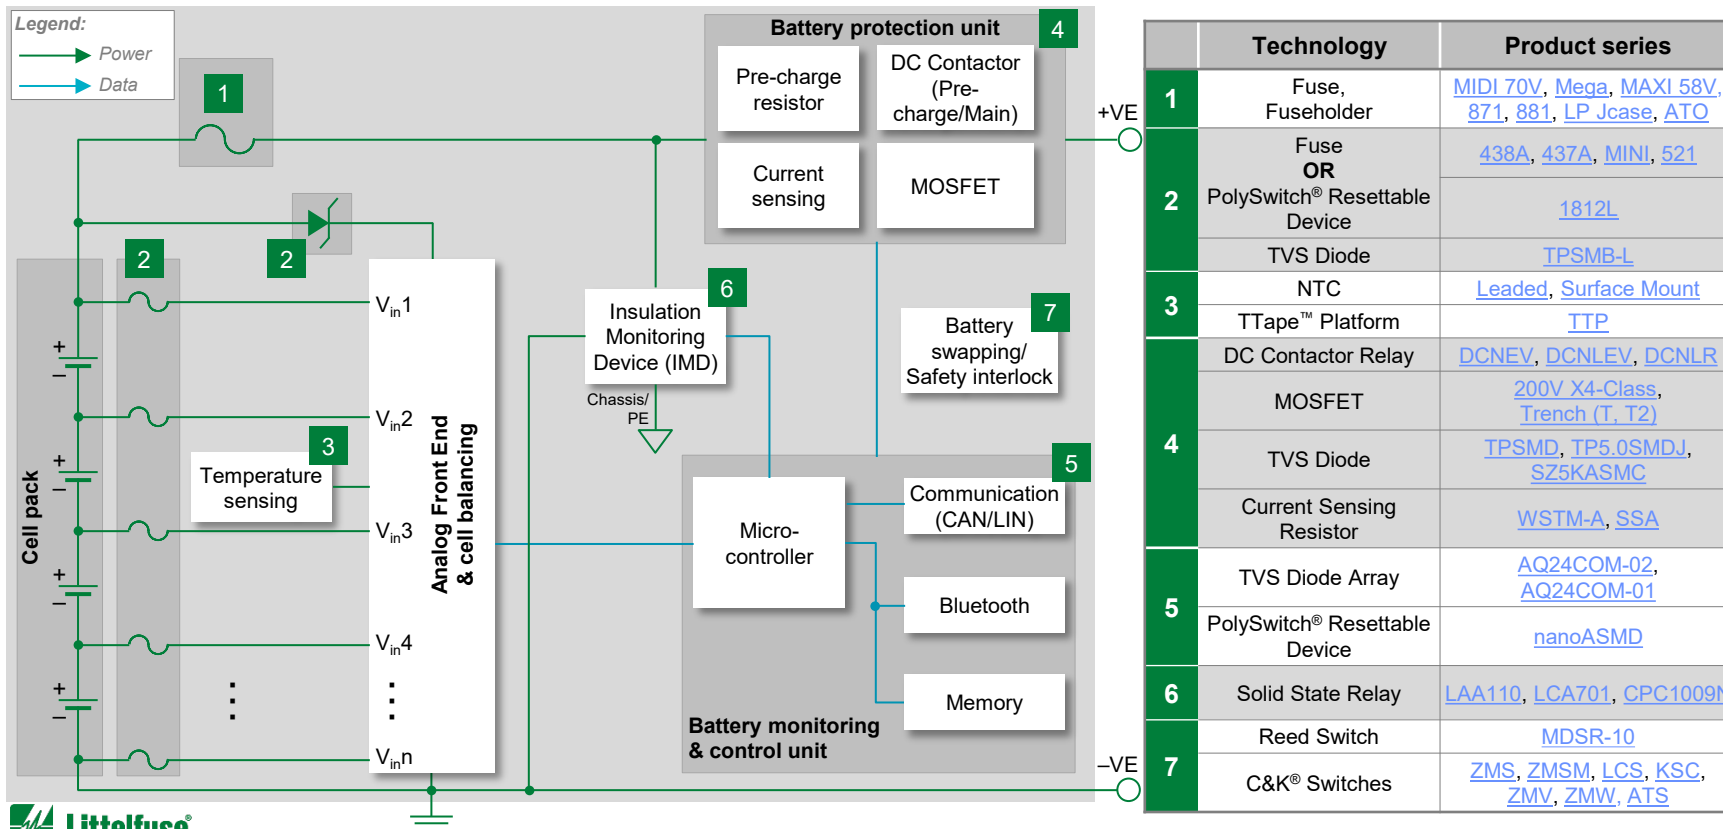 Legend:
Power
Data
1
Battery protection unit
4
Pre-charge
resistor
DC Contactor
(Pre-
charge/Main)
Current
sensing
MOSFET
+VE
2
2
Cell pack
+
–
+
–
+
–
+
–
Vin1
Vin2
Vin3
Vin4
Vinn
⋮
⋮
3
Temperature
sensing
Analog Front End
& cell balancing
6
Insulation
Monitoring
Device (IMD)
Chassis/
PE
7
Battery
swapping/
Safety interlock
5
Micro-
controller
Communication
(CAN/LIN)
Bluetooth
Memory
Battery monitoring
& control unit
–VE
Littelfuse®
Technology Product series
1
Fuse,
Fuseholder
MIDI 70V, Mega, MAXI 58V,
871, 881, LP Jcase, ATO
2
Fuse
OR
PolySwitch® Resettable
Device
438A, 437A, MINI, 521
1812L
TVS Diode TPSMB-L
3
NTC Leaded, Surface Mount
TTape™ Platform TTP
4
DC Contactor Relay DCNEV, DCNLEV, DCNLR
MOSFET
200V X4-Class,
Trench (T, T2)
TVS Diode
TPSMD, TP5.0SMDJ,
SZ5KASMC
Current Sensing
Resistor
WSTM-A, SSA
5
TVS Diode Array
AQ24COM-02,
AQ24COM-01
PolySwitch® Resettable
Device
nanoASMD
6
Solid State Relay LAA110, LCA701, CPC1009N
7
Reed Switch MDSR-10
C&K® Switches
ZMS, ZMSM, LCS, KSC,
ZMV, ZMW, ATS